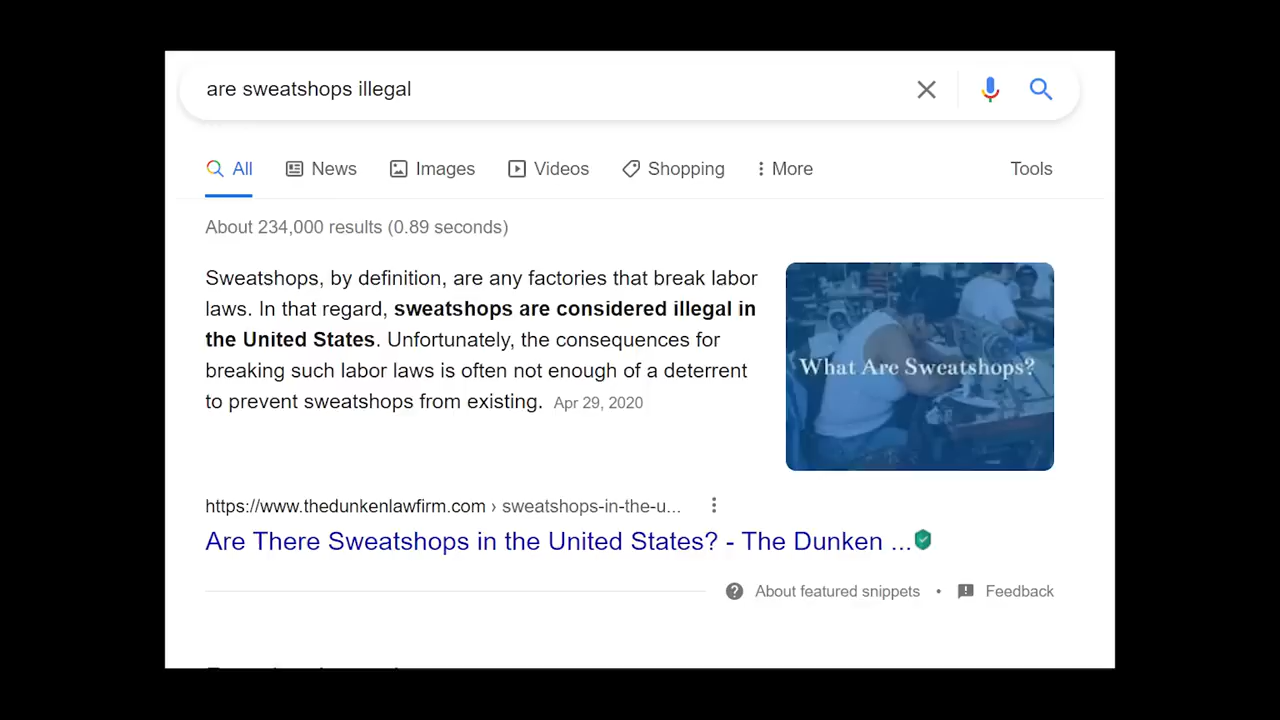 are sweatshops illegal
All News Images Videos Shopping More Tools
About 234,000 results (0.89 seconds)
Sweatshops, by definition, are any factories that break labor
laws. In that regard, sweatshops are considered illegal in
the United States. Unfortunately, the consequences for
breaking such labor laws is often not enough of a deterrent
to prevent sweatshops from existing. Apr 29, 2020
What Are Sweatshops?
https://www.thedunkenlawfirm.com › sweatshops-in-the-u...
Are There Sweatshops in the United States? - The Dunken ...
About featured snippets • Feedback